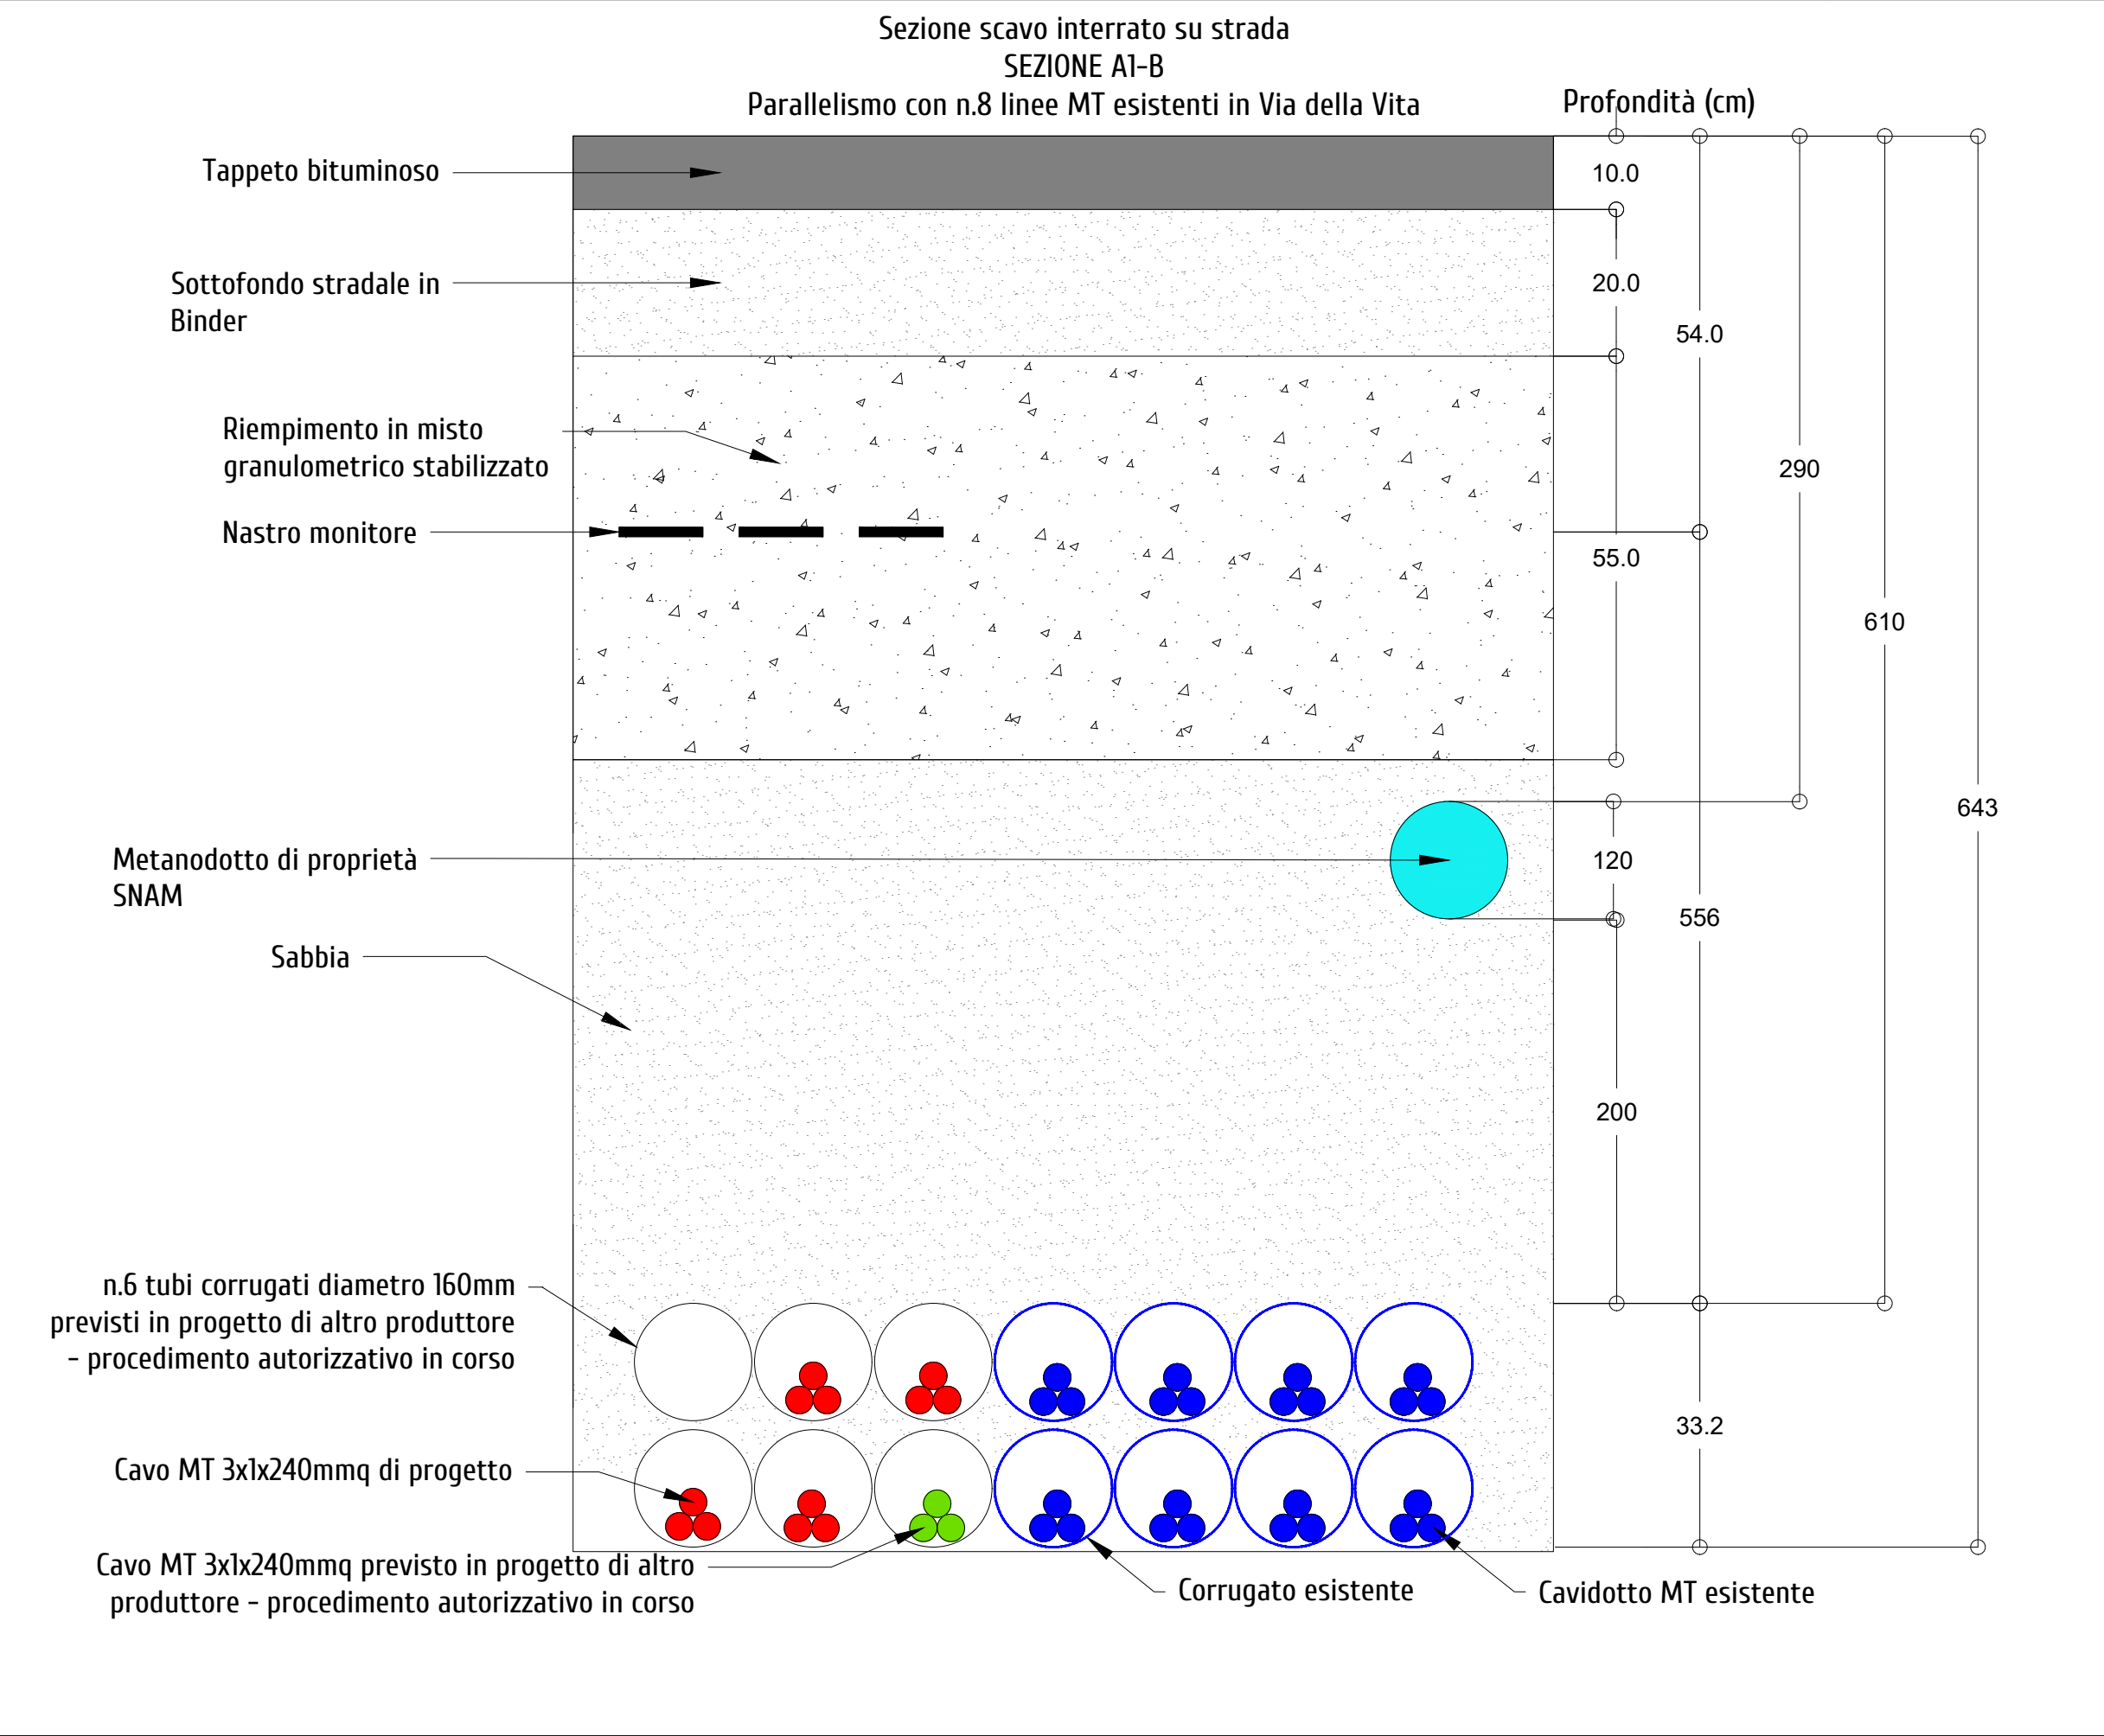 Sezione scavo interrato su strada
SEZIONE A1-B
Parallelismo con n.8 linee MT esistenti in Via della Vita
Profondità (cm)
Tappeto bituminoso
10.0
Sottofondo stradale in
Binder
20.0
54.0
Riempimento in misto
granulometrico stabilizzato
290
Nastro monitore
55.0
610
643
Metanodotto di proprietà
SNAM
120
556
Sabbia
200
n.6 tubi corrugati diametro 160mm
previsti in progetto di altro produttore
- procedimento autorizzativo in corso
33.2
Cavo MT 3x1x240mmq di progetto
Cavo MT 3x1x240mmq previsto in progetto di altro
produttore - procedimento autorizzativo in corso
Corrugato esistente
Cavidotto MT esistente